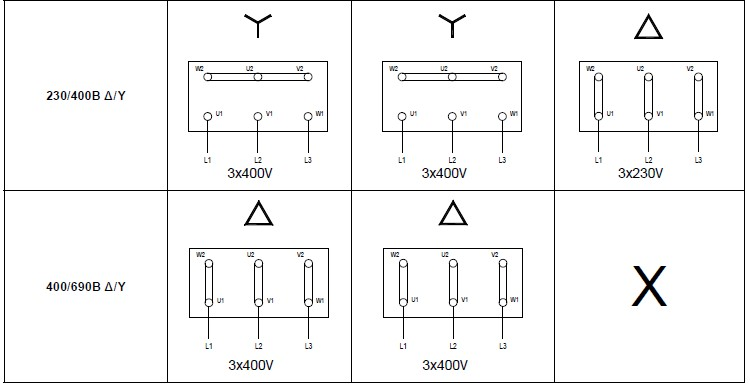 W2 U2 V2
W2 U2 V2
W2 U2 V2
230/400В Δ/Y
U1 V1 W1
U1 V1 W1
U1 V1 W1
L1 L2 L3
L1 L2 L3
L1 L2 L3
3x400V
3x400V
3x230V
W2 U2 V2
W2 U2 V2
400/690В Δ/Y
X
U1 V1 W1
U1 V1 W1
L1 L2 L3
L1 L2 L3
3x400V
3x400V